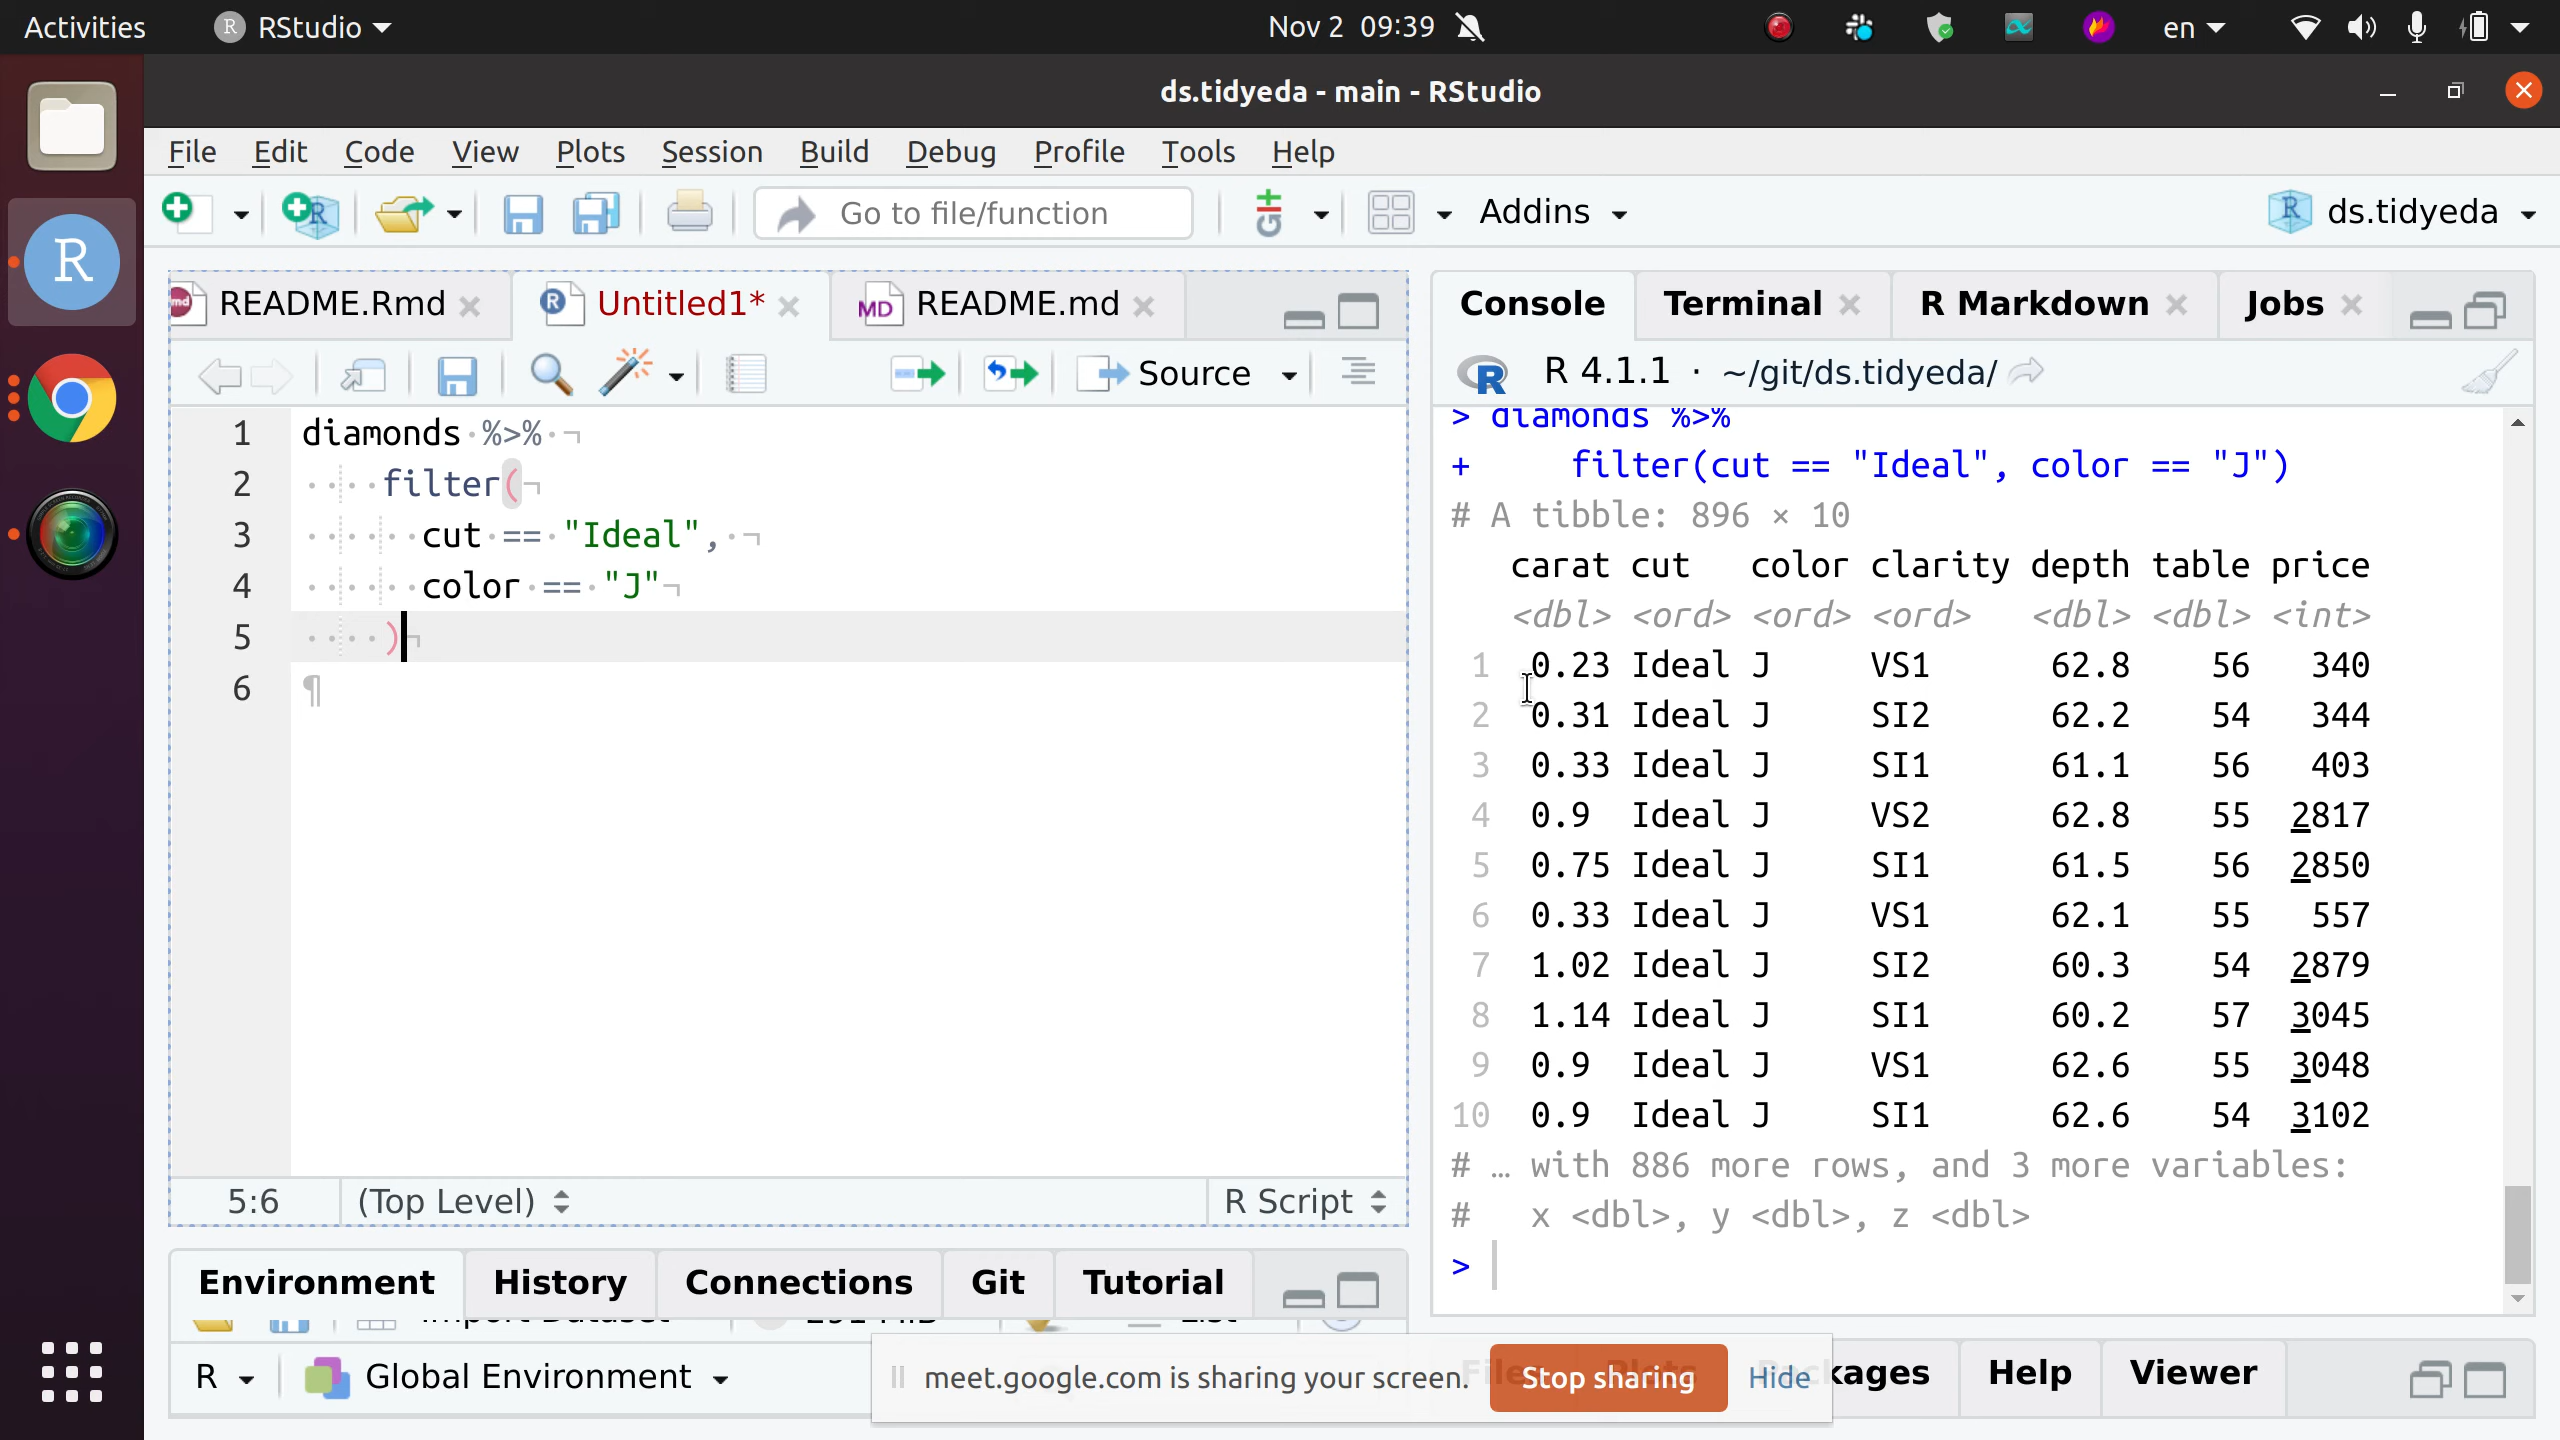 Activities RStudio Nov 2 09:39 en
ds.tidyeda - main - RStudio
File Edit Code View Plots Session Build Debug Profile Tools Help
Go to file/function Addins ds.tidyeda
README.Rmd Untitled1* README.md
Source
1 diamonds %>%
2 filter(
3 cut == "Ideal",
4 color == "J"
5 )
6
5:6 (Top Level) R Script
Environment History Connections Git Tutorial
Import Dataset 291 MiB List
R Global Environment
Console Terminal R Markdown Jobs
R 4.1.1 · ~/git/ds.tidyeda/
> diamonds %>%
+ filter(cut == "Ideal", color == "J")
# A tibble: 896 × 10
carat cut color clarity depth table price
<dbl> <ord> <ord> <ord> <dbl> <dbl> <int>
1 0.23 Ideal J VS1 62.8 56 340
2 0.31 Ideal J SI2 62.2 54 344
3 0.33 Ideal J SI1 61.1 56 403
4 0.9 Ideal J VS2 62.8 55 2817
5 0.75 Ideal J SI1 61.5 56 2850
6 0.33 Ideal J VS1 62.1 55 557
7 1.02 Ideal J SI2 60.3 54 2879
8 1.14 Ideal J SI1 60.2 57 3045
9 0.9 Ideal J VS1 62.6 55 3048
10 0.9 Ideal J SI1 62.6 54 3102
# … with 886 more rows, and 3 more variables:
# x <dbl>, y <dbl>, z <dbl>
>
Files Plots Packages Help Viewer
meet.google.com is sharing your screen. Stop sharing Hide